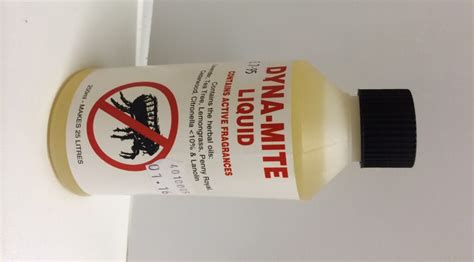 DYNA-MITE
LIQUID
CONTAINS ACTIVE FRAGRANCES
Contains the herbal oils:
Tea Tree, Lemongrass, Penny Royal
(Citronella <10% & Lanolin
200ml - MAKES 25 LITRES